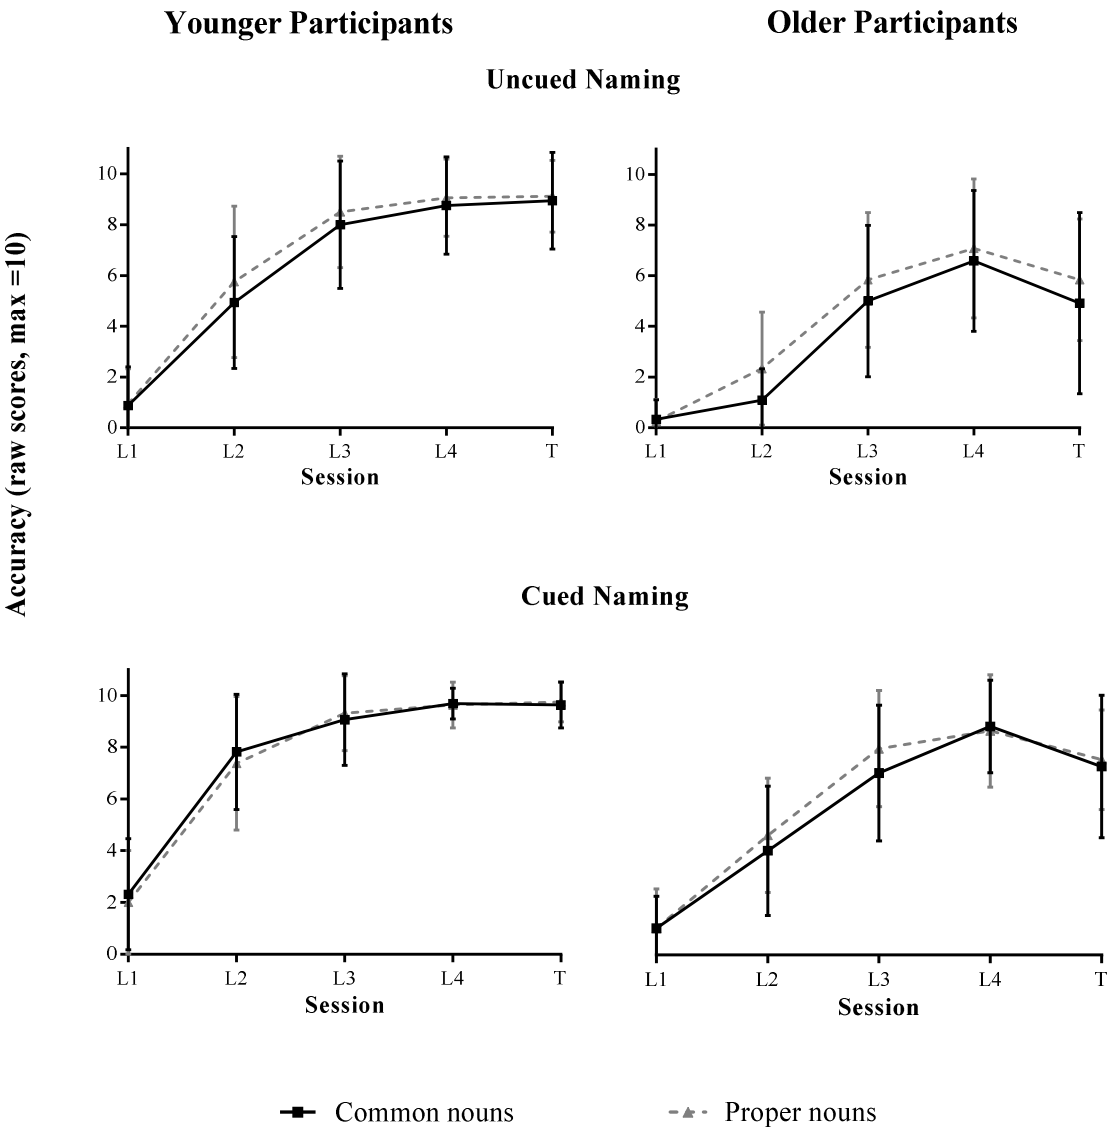 Younger Participants
Older Participants
Uncued Naming
Accuracy (raw scores, max =10)
10
8
6
4
2
0
L1 L2 L3 L4 T
Session
10
8
6
4
2
0
L1 L2 L3 L4 T
Session
Cued Naming
10
8
6
4
2
0
L1 L2 L3 L4 T
Session
L1 L2 L3 L4 T
Session
Common nouns
Proper nouns